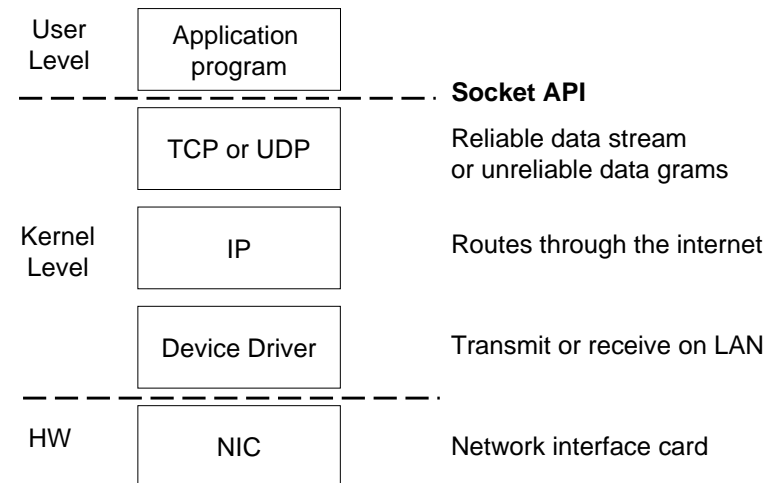 User
Level
Application
program
Socket API
TCP or UDP
Reliable data stream
or unreliable data grams
Kernel
Level
IP
Routes through the internet
Device Driver
Transmit or receive on LAN
HW
NIC
Network interface card